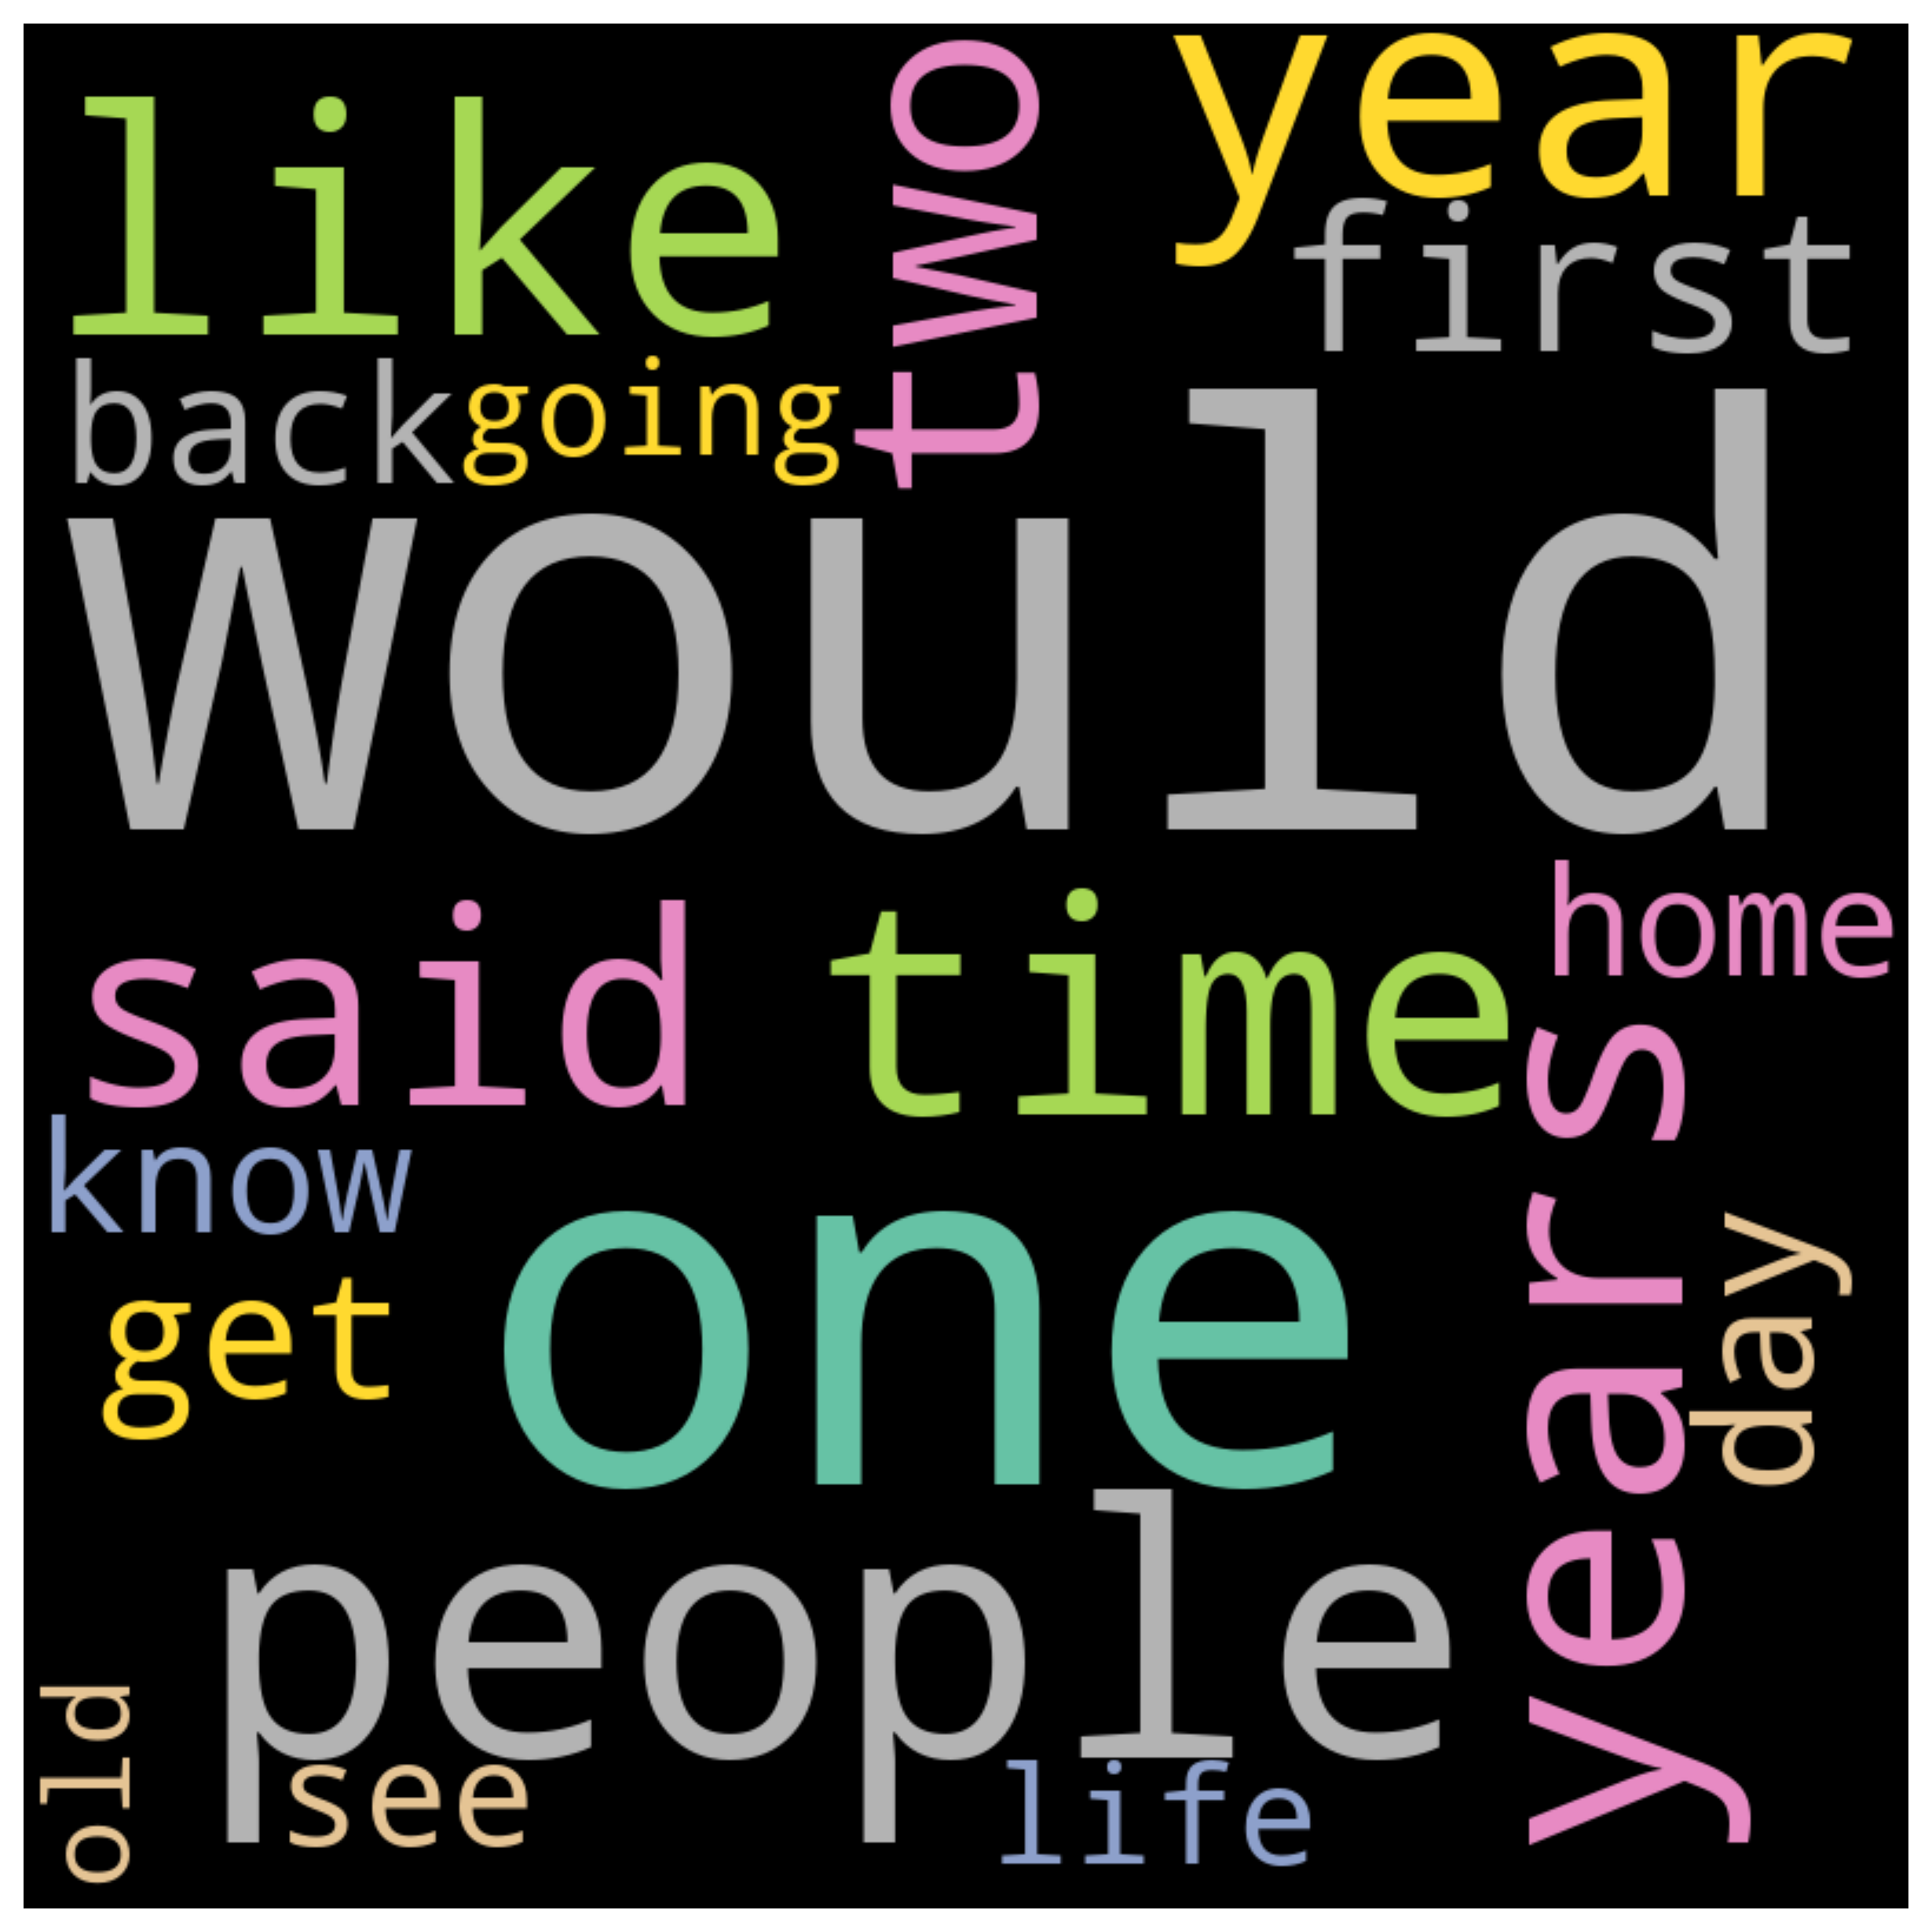 like
two
year
first
back
going
would
said
time
home
know
one
years
get
day
people
old
see
life